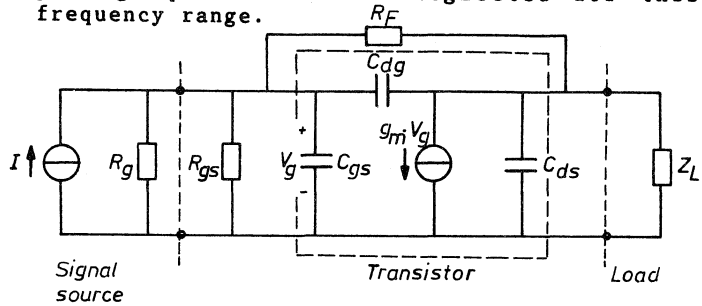 frequency range.
R_F
C_dg
I
R_g
R_gs
+
V_g
-
C_gs
g_m·V_g
C_ds
Z_L
Signal
source
Transistor
Load